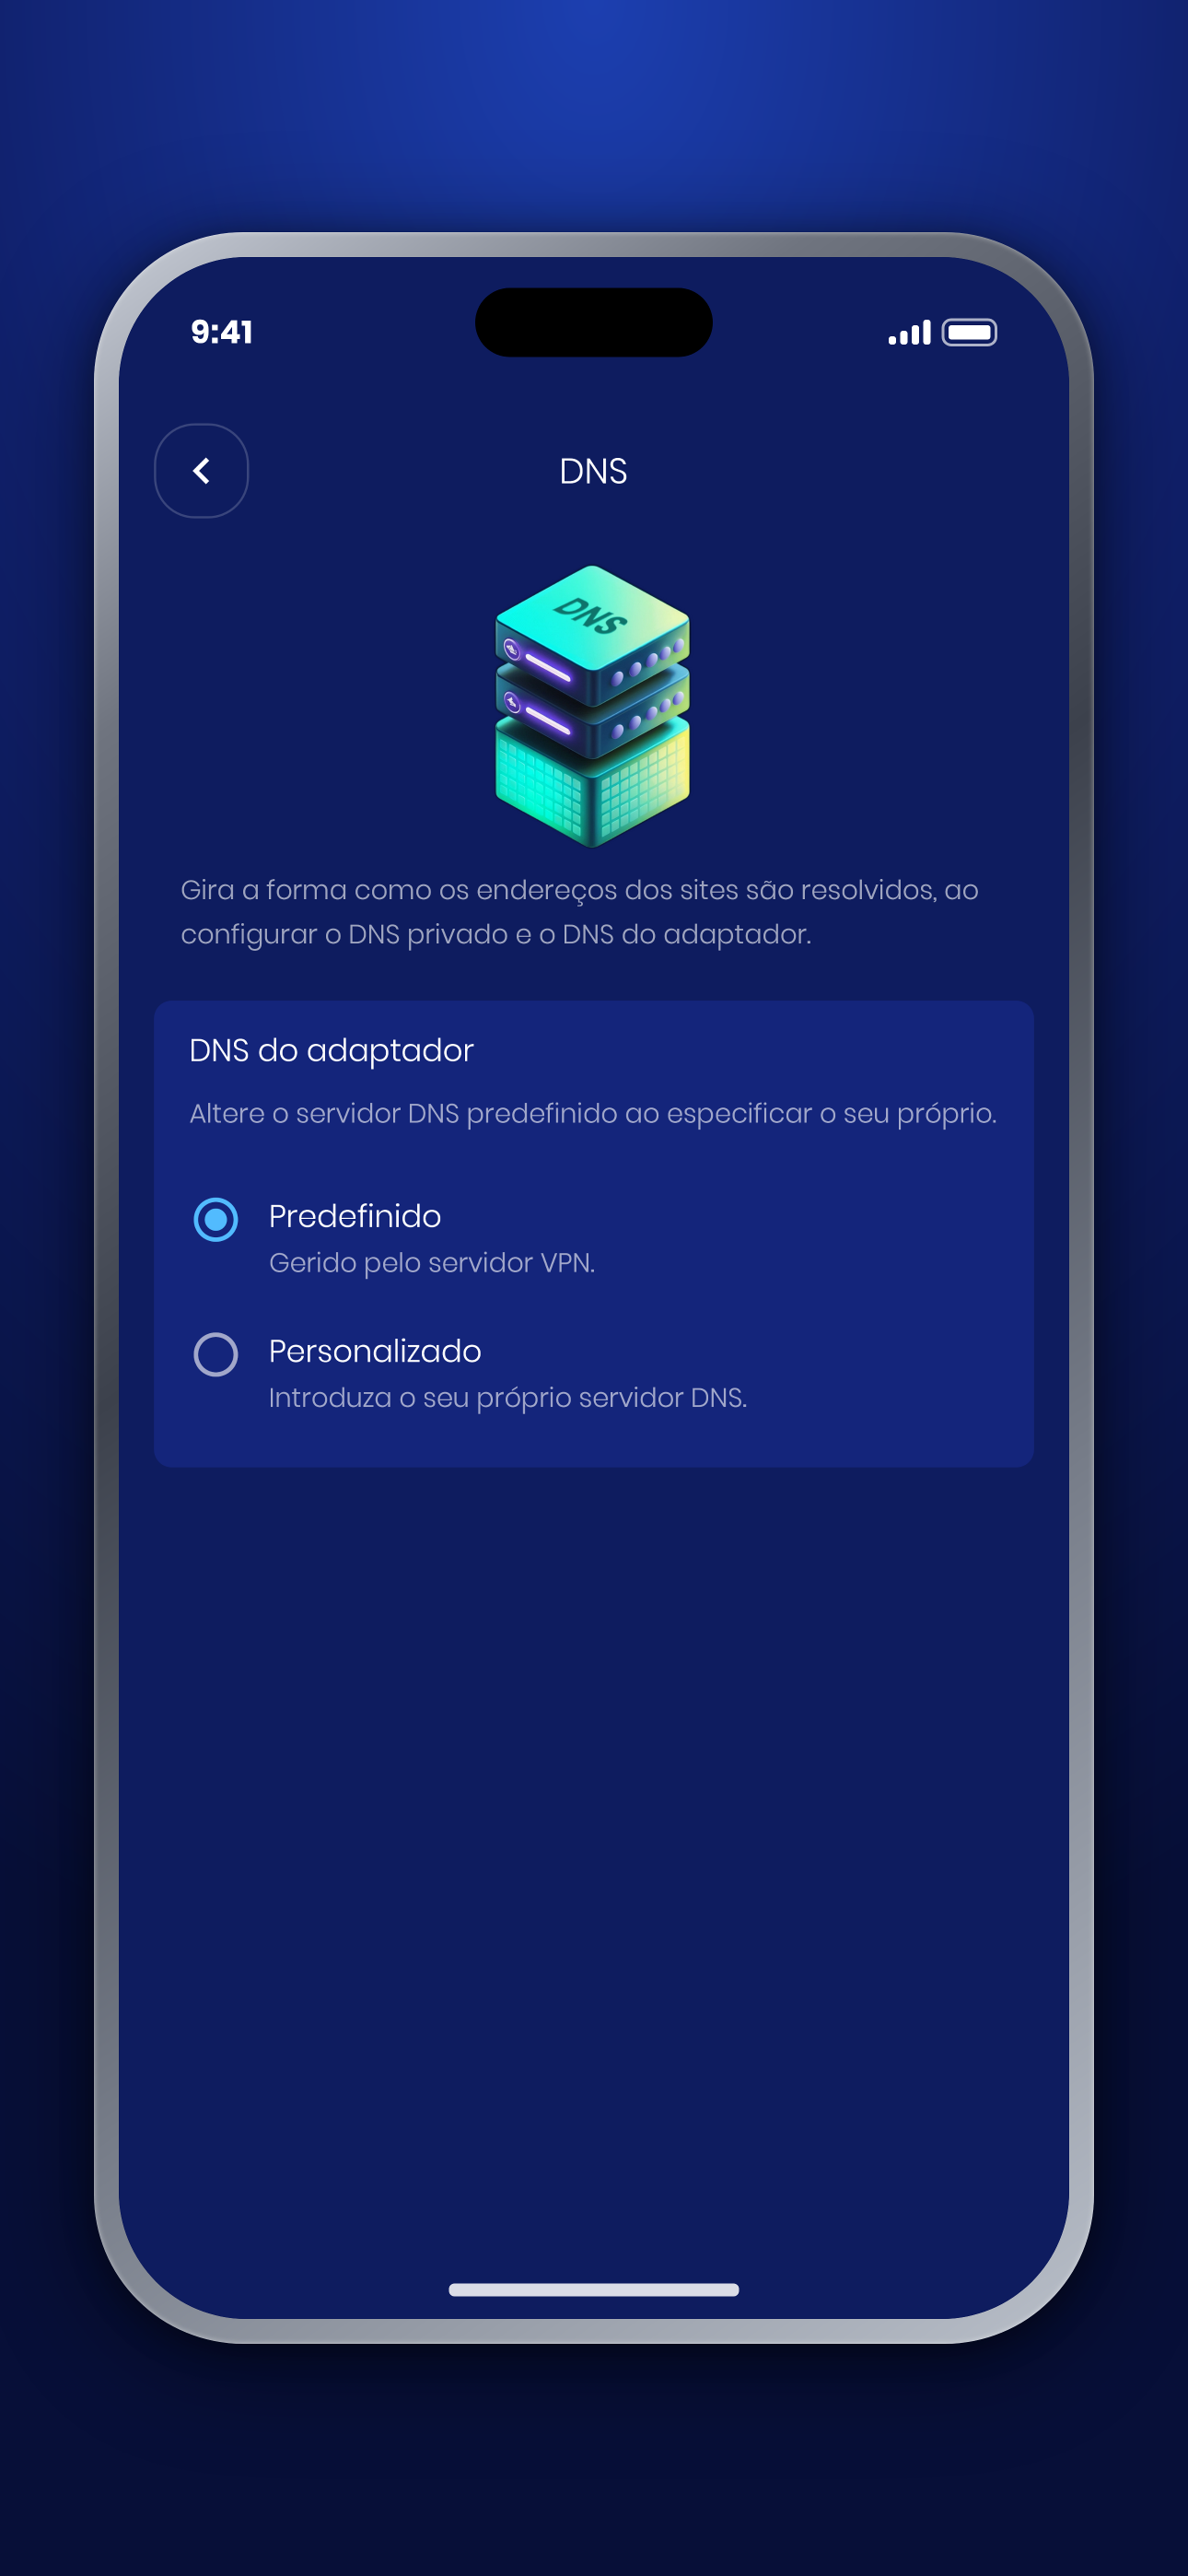 9:41
DNS
DNS
Gira a forma como os endereços dos sites são resolvidos, ao
configurar o DNS privado e o DNS do adaptador.
DNS do adaptador
Altere o servidor DNS predefinido ao especificar o seu próprio.
Predefinido
Gerido pelo servidor VPN.
Personalizado
Introduza o seu próprio servidor DNS.